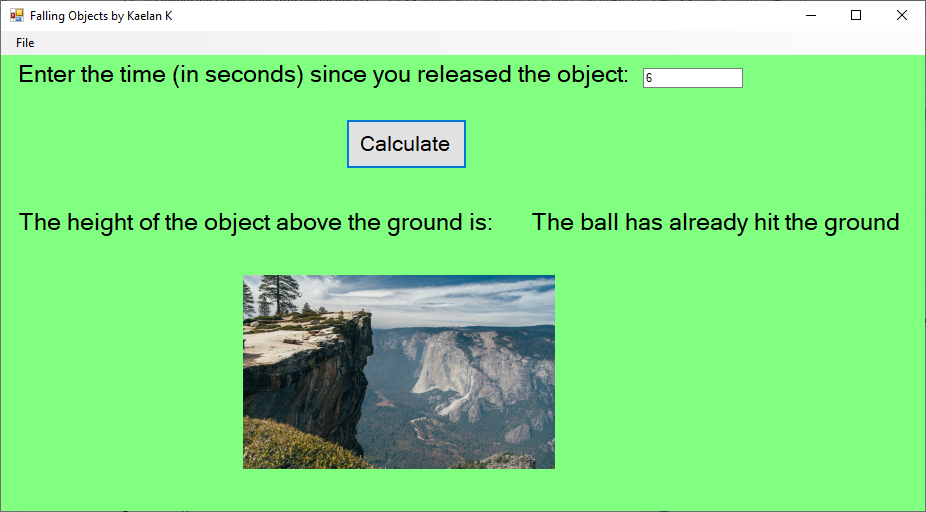 Falling Objects by Kaelan K
File
Enter the time (in seconds) since you released the object: 6
Calculate
The height of the object above the ground is: The ball has already hit the ground